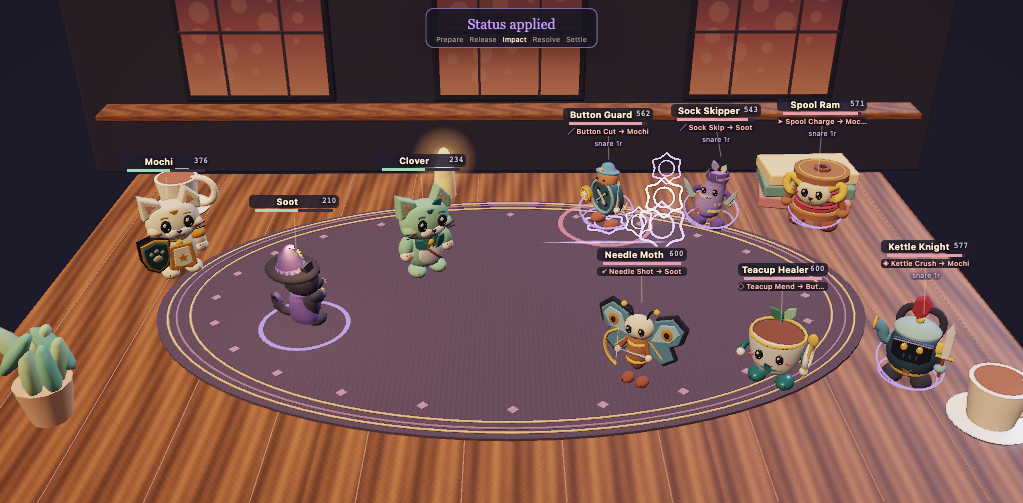 Status applied
Prepare Release Impact Resolve Settle
Mochi 376
Soot 210
Clover 234
Button Guard 562
Button Cut → Mochi
snare 1r
Sock Skipper 543
Sock Skip → Soot
snare 1r
Spool Ram 571
Spool Charge → Moc...
snare 1r
Needle Moth 600
Needle Shot → Soot
Teacup Healer 600
Teacup Mend → But...
Kettle Knight 577
Kettle Crush → Mochi
snare 1r